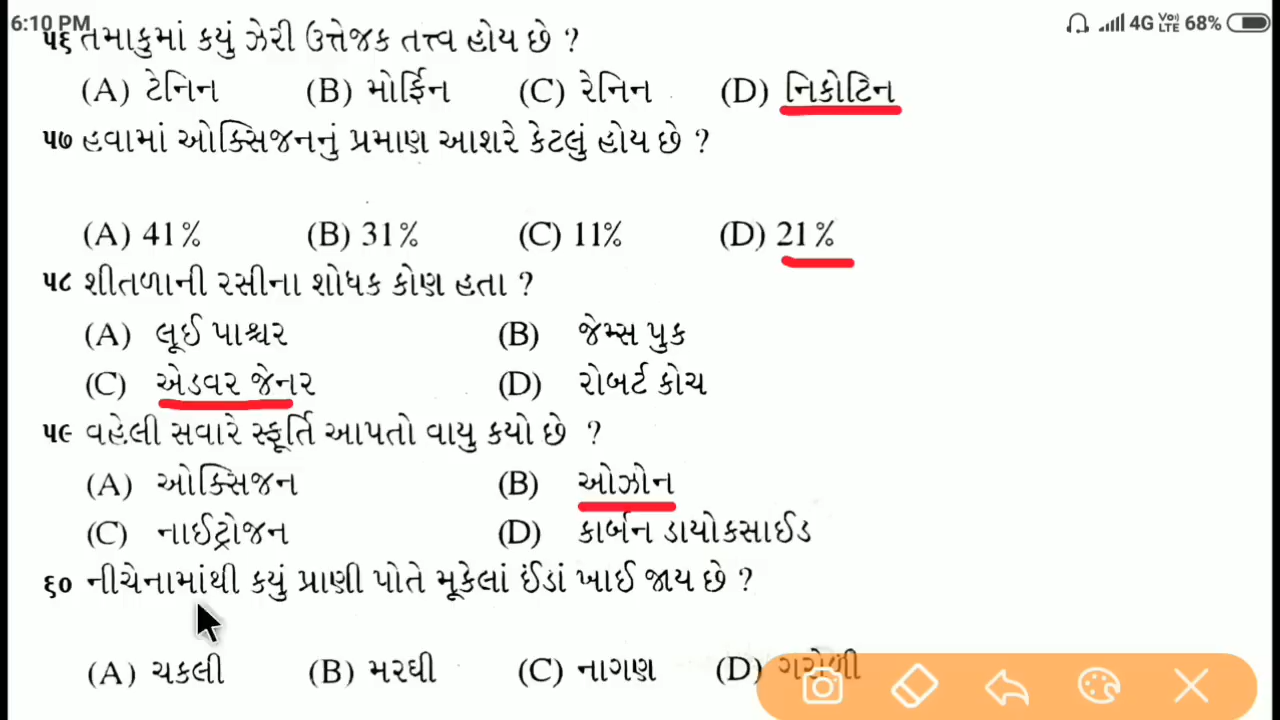 6:10 PM
4G VoLTE 68%
૫૬ તમાકુમાં કયું ઝેરી ઉત્તેજક તત્ત્વ હોય છે ?
(A) ટેનિન (B) મોર્ફિન (C) રેનિન (D) નિકોટિન
૫૭ હવામાં ઓક્સિજનનું પ્રમાણ આશરે કેટલું હોય છે ?
(A) 41% (B) 31% (C) 11% (D) 21%
૫૮ શીતળાની રસીના શોધક કોણ હતા ?
(A) લૂઈ પાશ્ચર (B) જેમ્સ પુક
(C) એડવર જેનર (D) રોબર્ટ કોચ
૫૯ વહેલી સવારે સ્ફૂર્તિ આપતો વાયુ કયો છે ?
(A) ઓક્સિજન (B) ઓઝોન
(C) નાઈટ્રોજન (D) કાર્બન ડાયોકસાઈડ
૬૦ નીચેનામાંથી કયું પ્રાણી પોતે મૂકેલાં ઈંડાં ખાઈ જાય છે ?
(A) ચકલી (B) મરઘી (C) નાગણ (D) ગરોળી